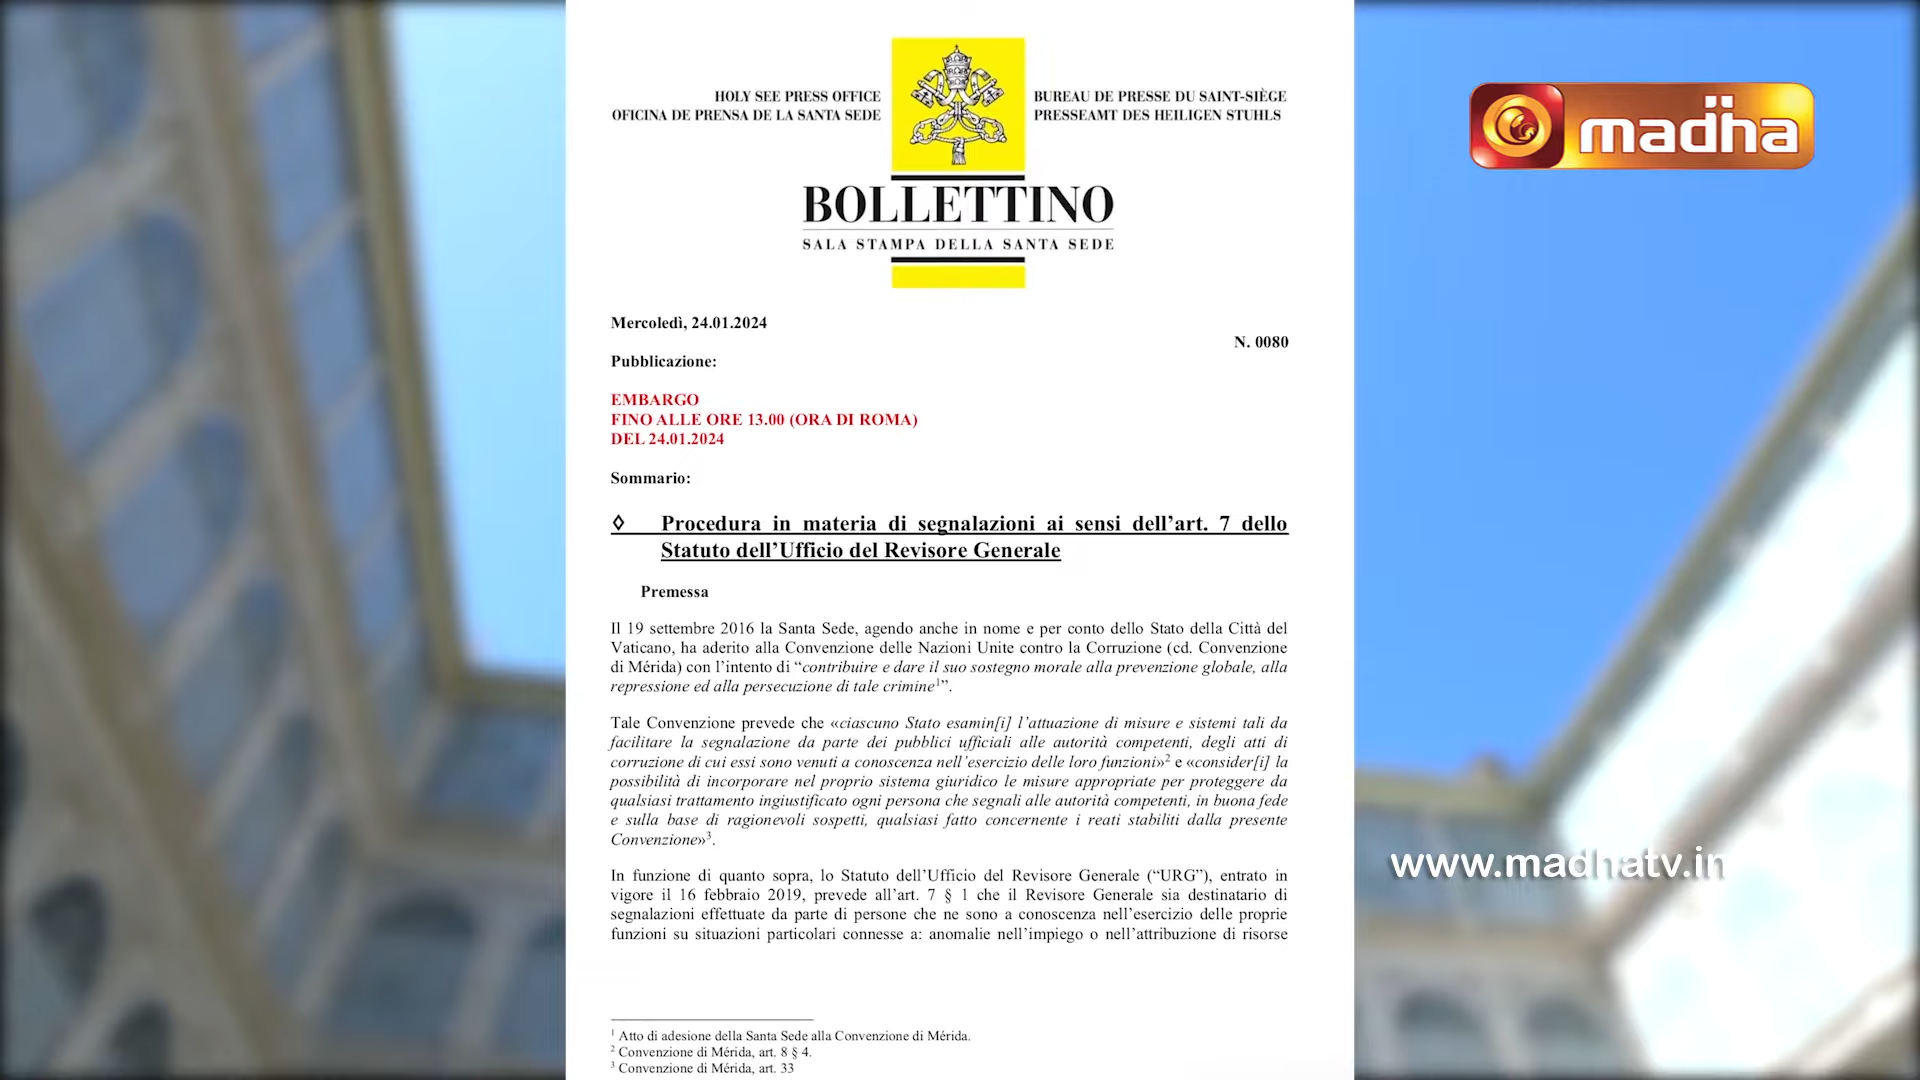 HOLY SEE PRESS OFFICE
OFICINA DE PRENSA DE LA SANTA SEDE
BUREAU DE PRESSE DU SAINT-SIÈGE
PRESSEAMT DES HEILIGEN STUHLS
madha
BOLLETTINO
SALA STAMPA DELLA SANTA SEDE
Mercoledì, 24.01.2024
N. 0080
Pubblicazione:
EMBARGO
FINO ALLE ORE 13.00 (ORA DI ROMA)
DEL 24.01.2024
Sommario:
◊ Procedura in materia di segnalazioni ai sensi dell’art. 7 dello
Statuto dell’Ufficio del Revisore Generale
Premessa
Il 19 settembre 2016 la Santa Sede, agendo anche in nome e per conto dello Stato della Città del
Vaticano, ha aderito alla Convenzione delle Nazioni Unite contro la Corruzione (cd. Convenzione
di Mérida) con l’intento di “contribuire e dare il suo sostegno morale alla prevenzione globale, alla
repressione ed alla persecuzione di tale crimine¹”.
Tale Convenzione prevede che «ciascuno Stato esamin[i] l’attuazione di misure e sistemi tali da
facilitare la segnalazione da parte dei pubblici ufficiali alle autorità competenti, degli atti di
corruzione di cui essi sono venuti a conoscenza nell’esercizio delle loro funzioni»² e «consider[i] la
possibilità di incorporare nel proprio sistema giuridico le misure appropriate per proteggere da
qualsiasi trattamento ingiustificato ogni persona che segnali alle autorità competenti, in buona fede
e sulla base di ragionevoli sospetti, qualsiasi fatto concernente i reati stabiliti dalla presente
Convenzione»³.
In funzione di quanto sopra, lo Statuto dell’Ufficio del Revisore Generale (“URG”), entrato in
vigore il 16 febbraio 2019, prevede all’art. 7 § 1 che il Revisore Generale sia destinatario di
segnalazioni effettuate da parte di persone che ne sono a conoscenza nell’esercizio delle proprie
funzioni su situazioni particolari connesse a: anomalie nell’impiego o nell’attribuzione di risorse
www.madhatv.in
¹ Atto di adesione della Santa Sede alla Convenzione di Mérida.
² Convenzione di Mérida, art. 8 § 4.
³ Convenzione di Mérida, art. 33